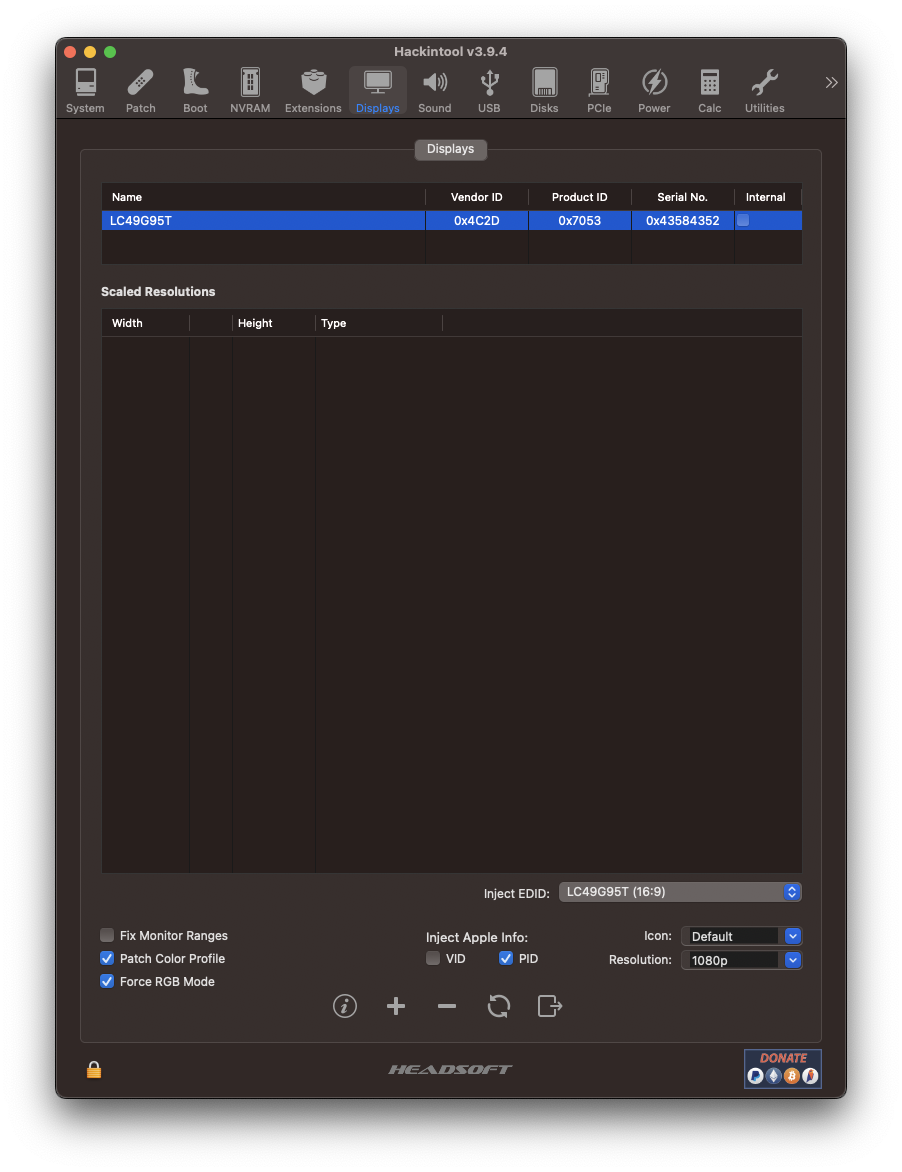 Hackintool v3.9.4
System Patch Boot NVRAM Extensions Displays Sound USB Disks PCIe Power Calc Utilities
Displays
Name Vendor ID Product ID Serial No. Internal
LC49G95T 0x4C2D 0x7053 0x43584352
Scaled Resolutions
Width Height Type
Inject EDID: LC49G95T (16:9)
Fix Monitor Ranges Inject Apple Info: Icon: Default
Patch Color Profile VID PID Resolution: 1080p
Force RGB Mode
HEADSOFT DONATE